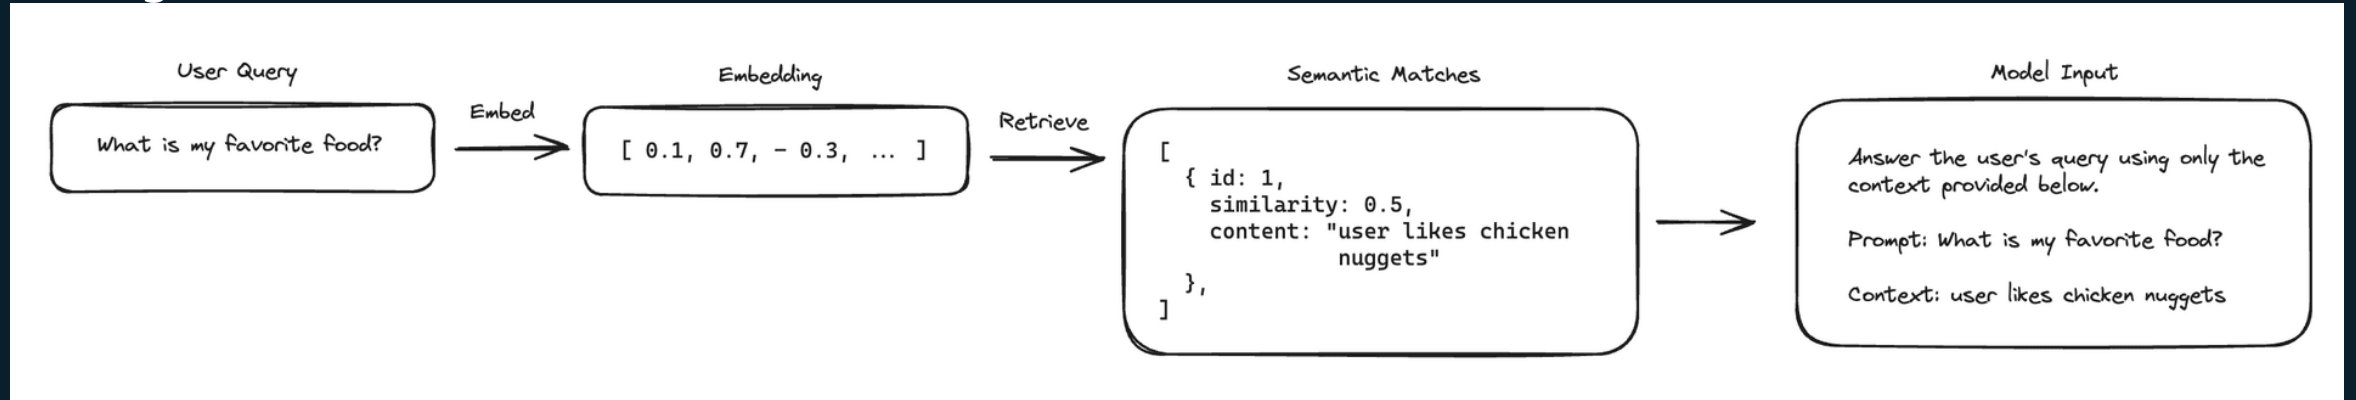 User Query
What is my favorite food?
Embed
Embedding
[ 0.1, 0.7, - 0.3, ... ]
Retrieve
Semantic Matches
[
{ id: 1,
similarity: 0.5,
content: "user likes chicken
nuggets"
},
]
Model Input
Answer the user's query using only the
context provided below.
Prompt: What is my favorite food?
Context: user likes chicken nuggets